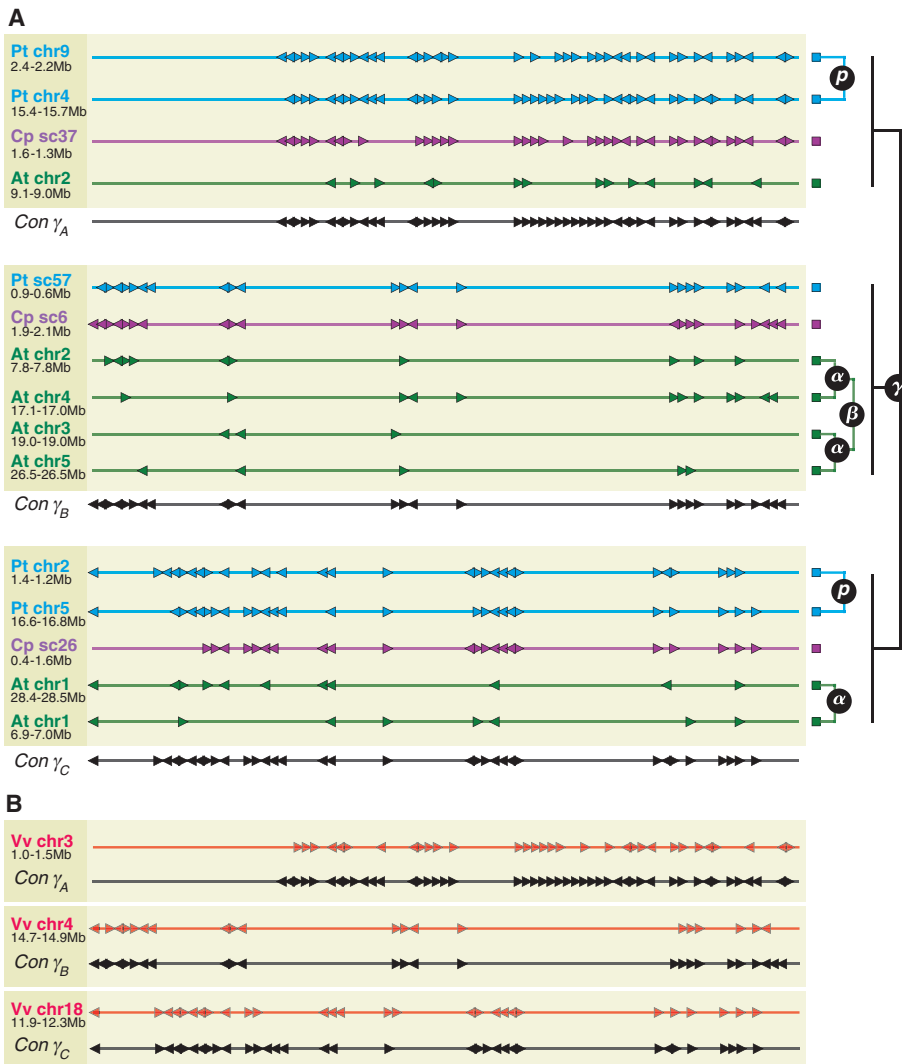 A
Pt chr9
2.4-2.2Mb
p
Pt chr4
15.4-15.7Mb
Cp sc37
1.6-1.3Mb
At chr2
9.1-9.0Mb
Con γA
Pt sc57
0.9-0.6Mb
Cp sc6
1.9-2.1Mb
At chr2
7.8-7.8Mb
α
At chr4
17.1-17.0Mb
γ
β
At chr3
19.0-19.0Mb
α
At chr5
26.5-26.5Mb
Con γB
Pt chr2
1.4-1.2Mb
p
Pt chr5
16.6-16.8Mb
Cp sc26
0.4-1.6Mb
At chr1
28.4-28.5Mb
α
At chr1
6.9-7.0Mb
Con γC
B
Vv chr3
1.0-1.5Mb
Con γA
Vv chr4
14.7-14.9Mb
Con γB
Vv chr18
11.9-12.3Mb
Con γC